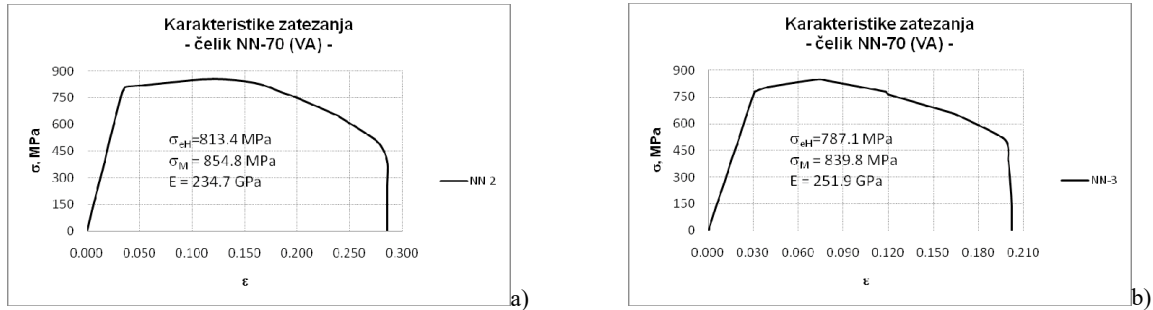 Karakteristike zatezanja
- čelik NN-70 (VA) -
900
750
600
450
300
150
0
σ, MPa
σeH=813.4 MPa
σM = 854.8 MPa
E = 234.7 GPa
NN 2
0.000 0.050 0.100 0.150 0.200 0.250 0.300
ε
a)
Karakteristike zatezanja
- čelik NN-70 (VA) -
900
750
600
450
300
150
0
σ, MPa
σeH=787.1 MPa
σM = 839.8 MPa
E = 251.9 GPa
NN-3
0.000 0.030 0.060 0.090 0.120 0.150 0.180 0.210
ε
b)